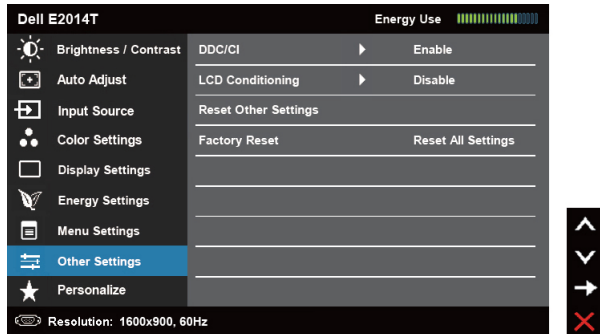 Dell E2014T Energy Use
Brightness / Contrast DDC/CI Enable
Auto Adjust LCD Conditioning Disable
Input Source Reset Other Settings
Color Settings Factory Reset Reset All Settings
Display Settings
Energy Settings
Menu Settings
Other Settings
Personalize
Resolution: 1600x900, 60Hz